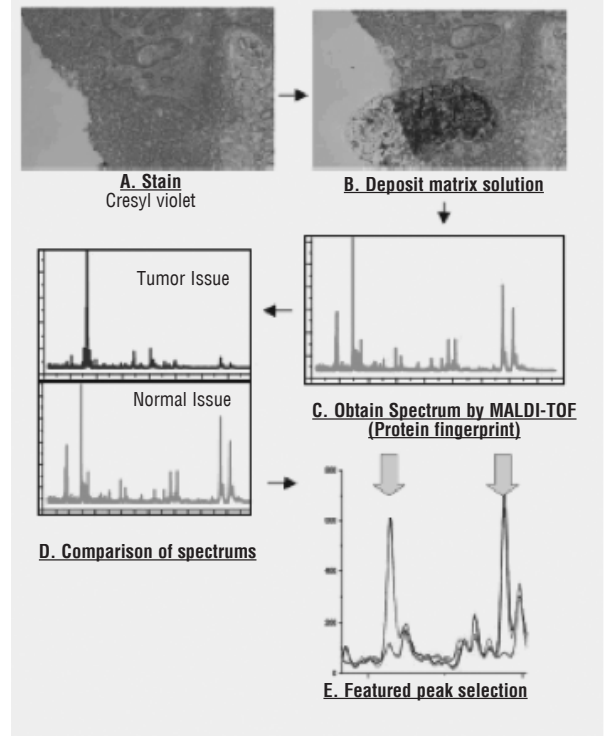 A. Stain
Cresyl violet
B. Deposit matrix solution
Tumor Issue
Normal Issue
C. Obtain Spectrum by MALDI-TOF
(Protein fingerprint)
D. Comparison of spectrums
E. Featured peak selection